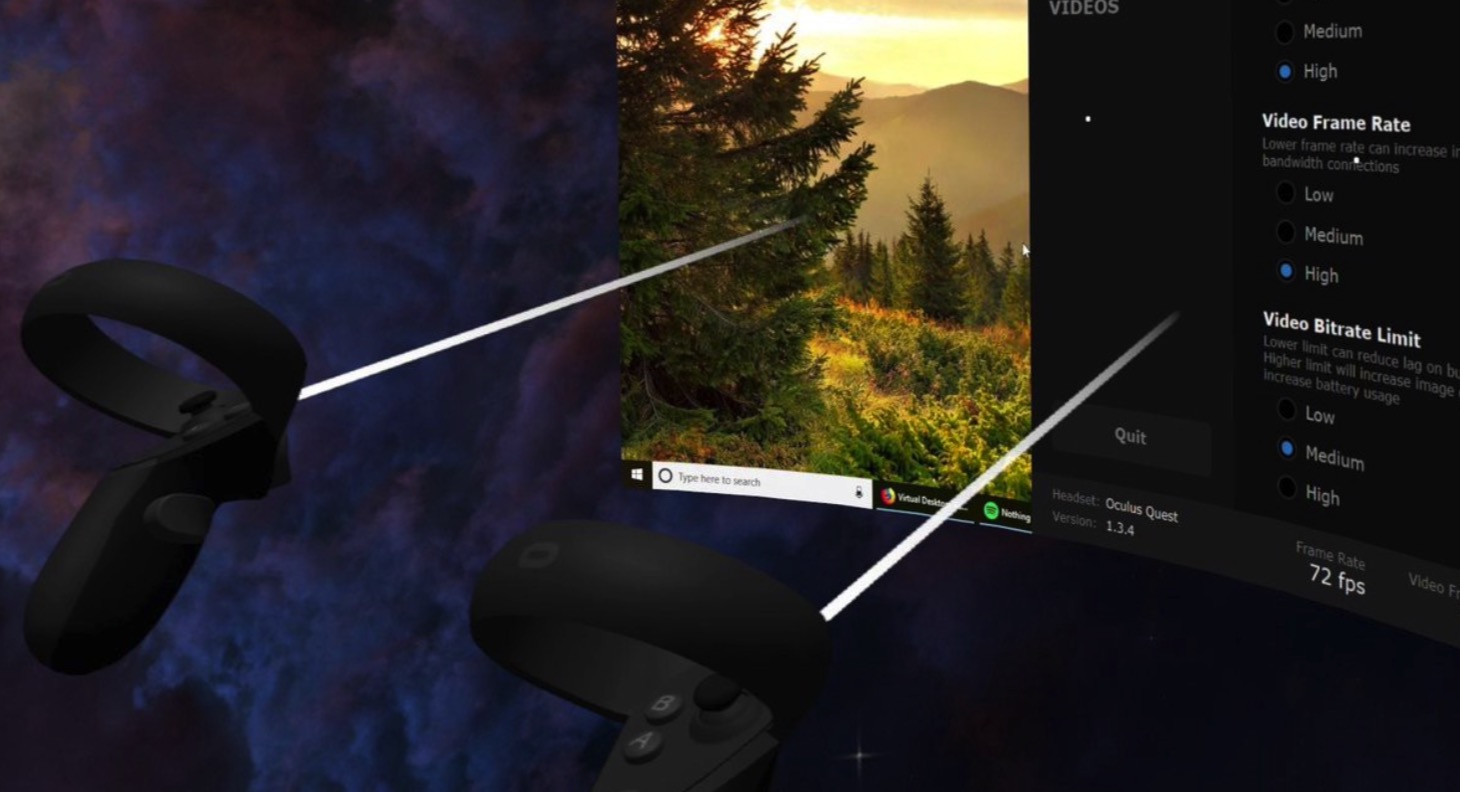 VIDEOS
Medium
High
Video Frame Rate
Lower frame rate can increase
bandwidth connections
Low
Medium
High
Video Bitrate Limit
Lower limit can reduce lag on
Higher limit will increase image
increase battery usage
Low
Medium
High
Quit
Headset: Oculus Quest
Version: 1.3.4
Frame Rate
72 fps
Video
Type here to search
Virtual
Nothing
B
A